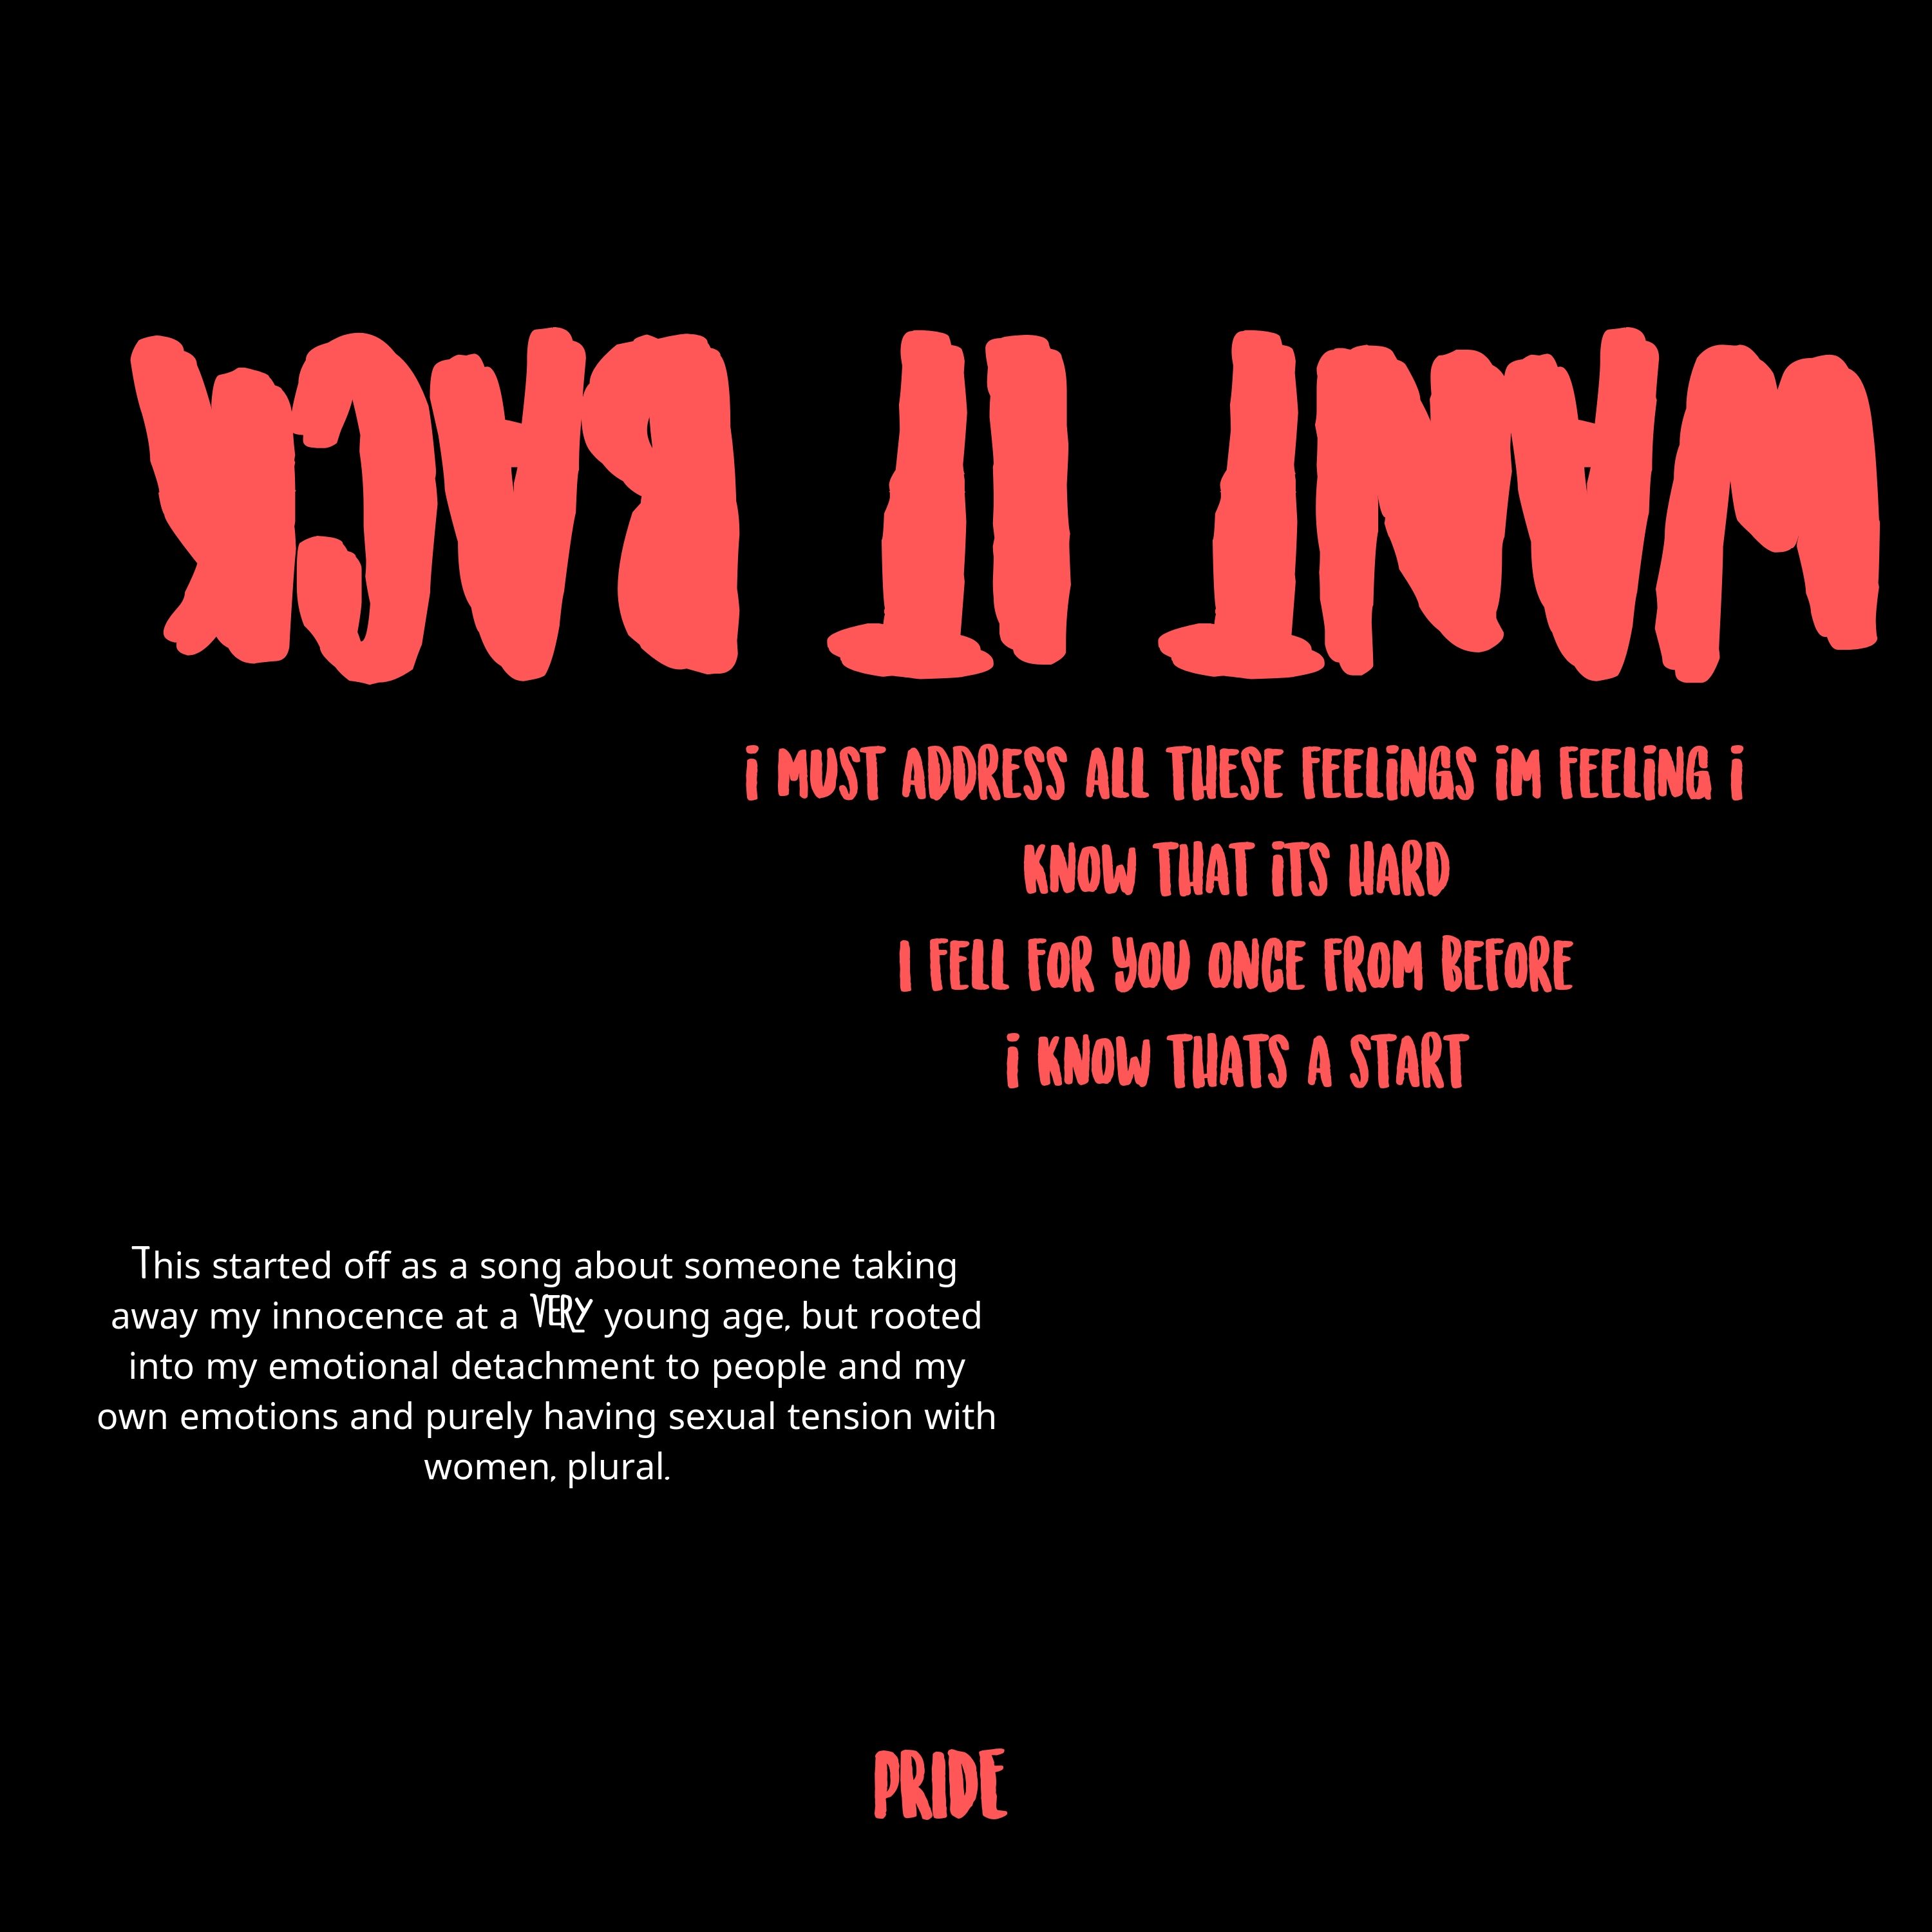 WANT IT BACK
i MUST ADDRESS ALL THESE FEELiNGS iM FEELiNG i
KNOW THAT iTS HARD
I FELL FOR YOU ONCE FROM BEFORE
i KNOW THATS A START
This started off as a song about someone taking
away my innocence at a VERY young age, but rooted
into my emotional detachment to people and my
own emotions and purely having sexual tension with
women, plural.
PRIDE